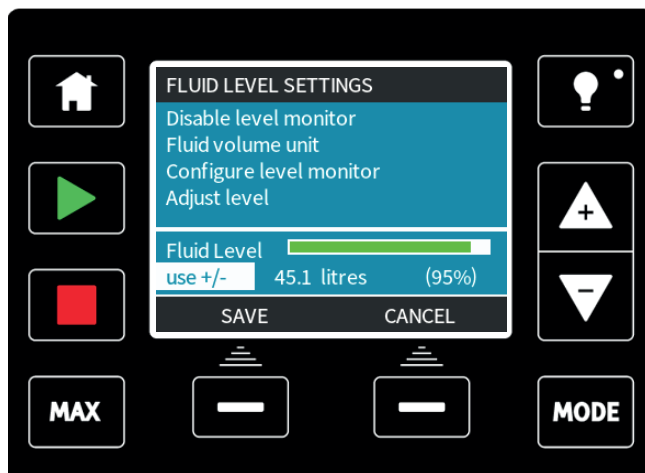 FLUID LEVEL SETTINGS
Disable level monitor
Fluid volume unit
Configure level monitor
Adjust level
Fluid Level
use +/- 45.1 litres (95%)
SAVE CANCEL
+
-
MAX
MODE